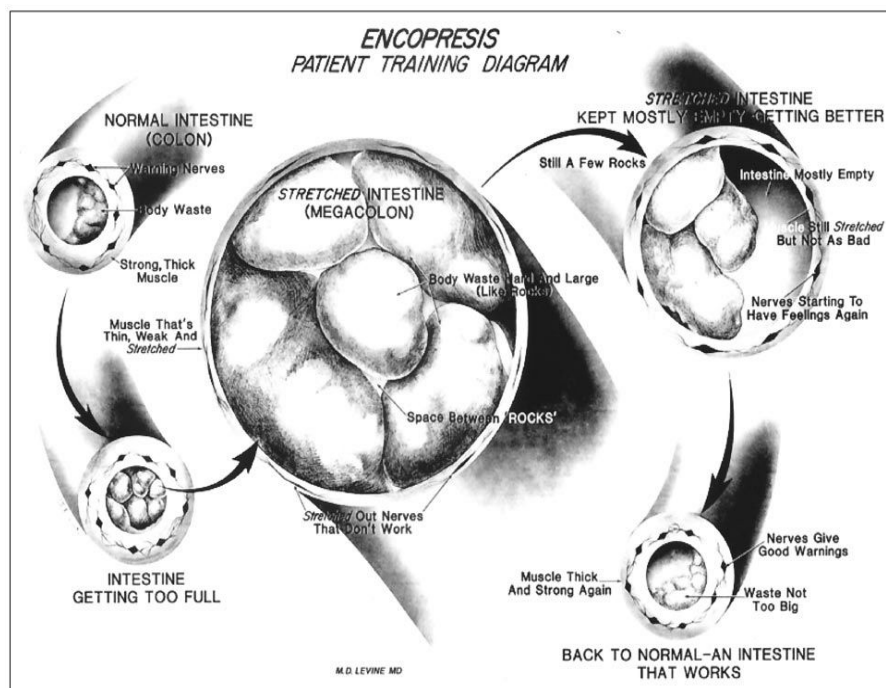 ENCOPRESIS
PATIENT TRAINING DIAGRAM
NORMAL INTESTINE
(COLON)
Warning Nerves
Body Waste
Strong, Thick
Muscle
INTESTINE
GETTING TOO FULL
STRETCHED INTESTINE
(MEGACOLON)
Body Waste Hard And Large
(Like Rocks)
Muscle That's
Thin, Weak And
Stretched
Space Between 'ROCKS'
Stretched Out Nerves
That Don't Work
STRETCHED INTESTINE
KEPT MOSTLY EMPTY GETTING BETTER
Still A Few Rocks
Intestine Mostly Empty
Muscle Still Stretched
But Not As Bad
Nerves Starting To
Have Feelings Again
Nerves Give
Good Warnings
Muscle Thick
And Strong Again
Waste Not
Too Big
BACK TO NORMAL-AN INTESTINE
THAT WORKS
M.D. LEVINE MD